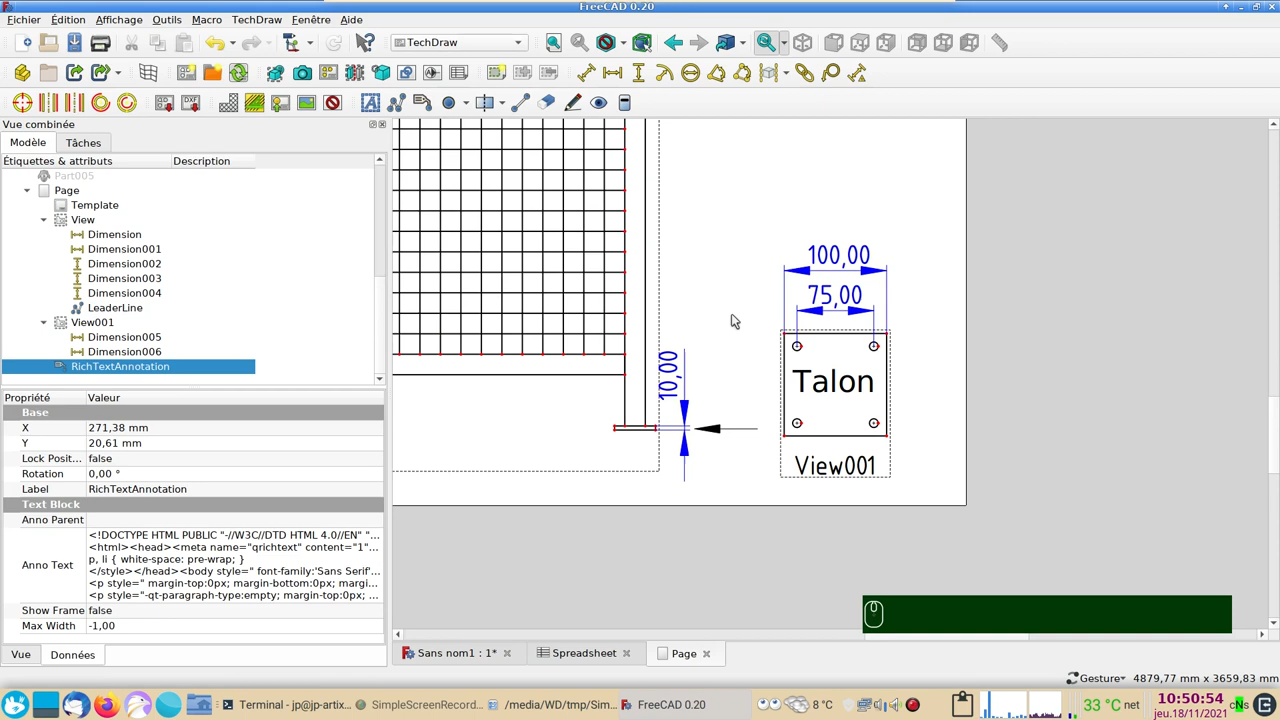 FreeCAD 0.20
Fichier Édition Affichage Outils Macro TechDraw Fenêtre Aide
TechDraw
Vue combinée
Modèle Tâches
Étiquettes & attributs Description
Part005
Page
Template
View
Dimension
Dimension001
Dimension002
Dimension003
Dimension004
LeaderLine
View001
Dimension005
Dimension006
RichTextAnnotation
Propriété Valeur
Base
X 271,38 mm
Y 20,61 mm
Lock Posit... false
Rotation 0,00 °
Label RichTextAnnotation
Text Block
Anno Parent
Anno Text
<!DOCTYPE HTML PUBLIC "-//W3C//DTD HTML 4.0//EN" "...
<html><head><meta name="qrichtext" content="1"...
p, li { white-space: pre-wrap; }
</style></head><body style=" font-family:'Sans Serif'...
<p style=" margin-top:0px; margin-bottom:0px; margi...
<p style="-qt-paragraph-type:empty; margin-top:0px; ...
Show Frame false
Max Width -1,00
Vue Données
100,00
75,00
10,00
Talon
View001
Sans nom1 : 1* Spreadsheet Page
Gesture 4879,77 mm x 3659,83 mm
Terminal - jp@jp-artix... SimpleScreenRecord... /media/WD/tmp/Sim... FreeCAD 0.20
8°C
33 °C net
10:50:54
jeu.18/11/2021
cNs